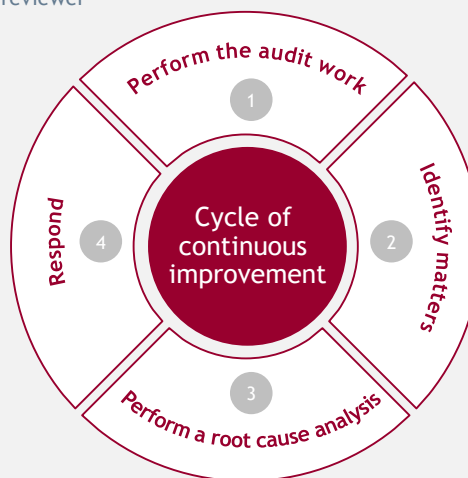 reviewer
Perform the audit work
1
Identify matters
2
Cycle of
continuous
improvement
Respond
4
3
Perform a root cause analysis